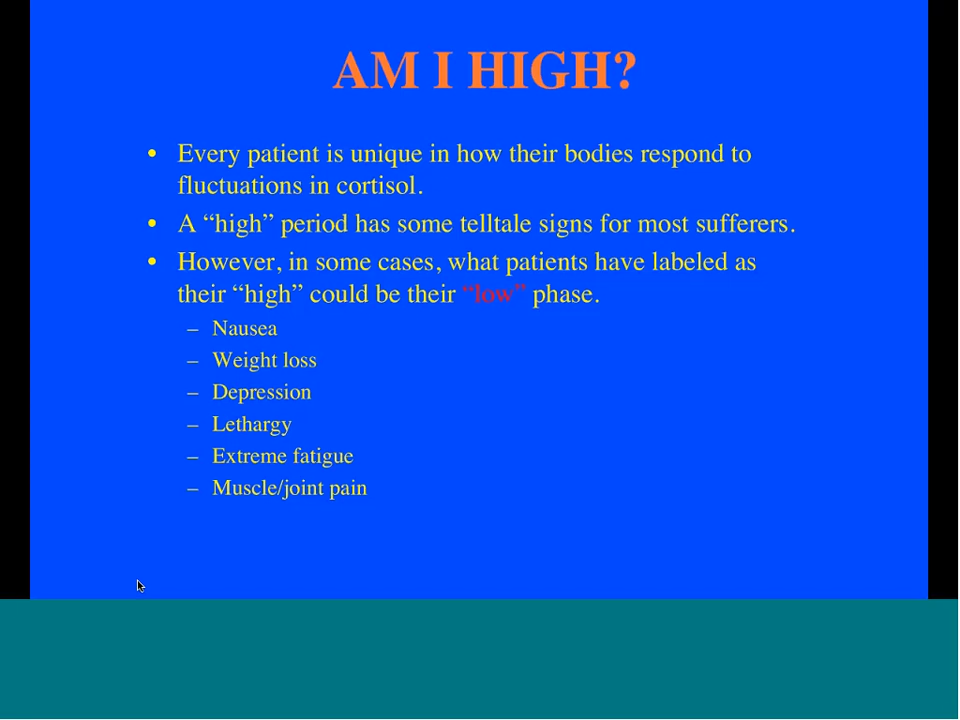 AM I HIGH?
• Every patient is unique in how their bodies respond to
fluctuations in cortisol.
• A “high” period has some telltale signs for most sufferers.
• However, in some cases, what patients have labeled as
their “high” could be their “low” phase.
– Nausea
– Weight loss
– Depression
– Lethargy
– Extreme fatigue
– Muscle/joint pain